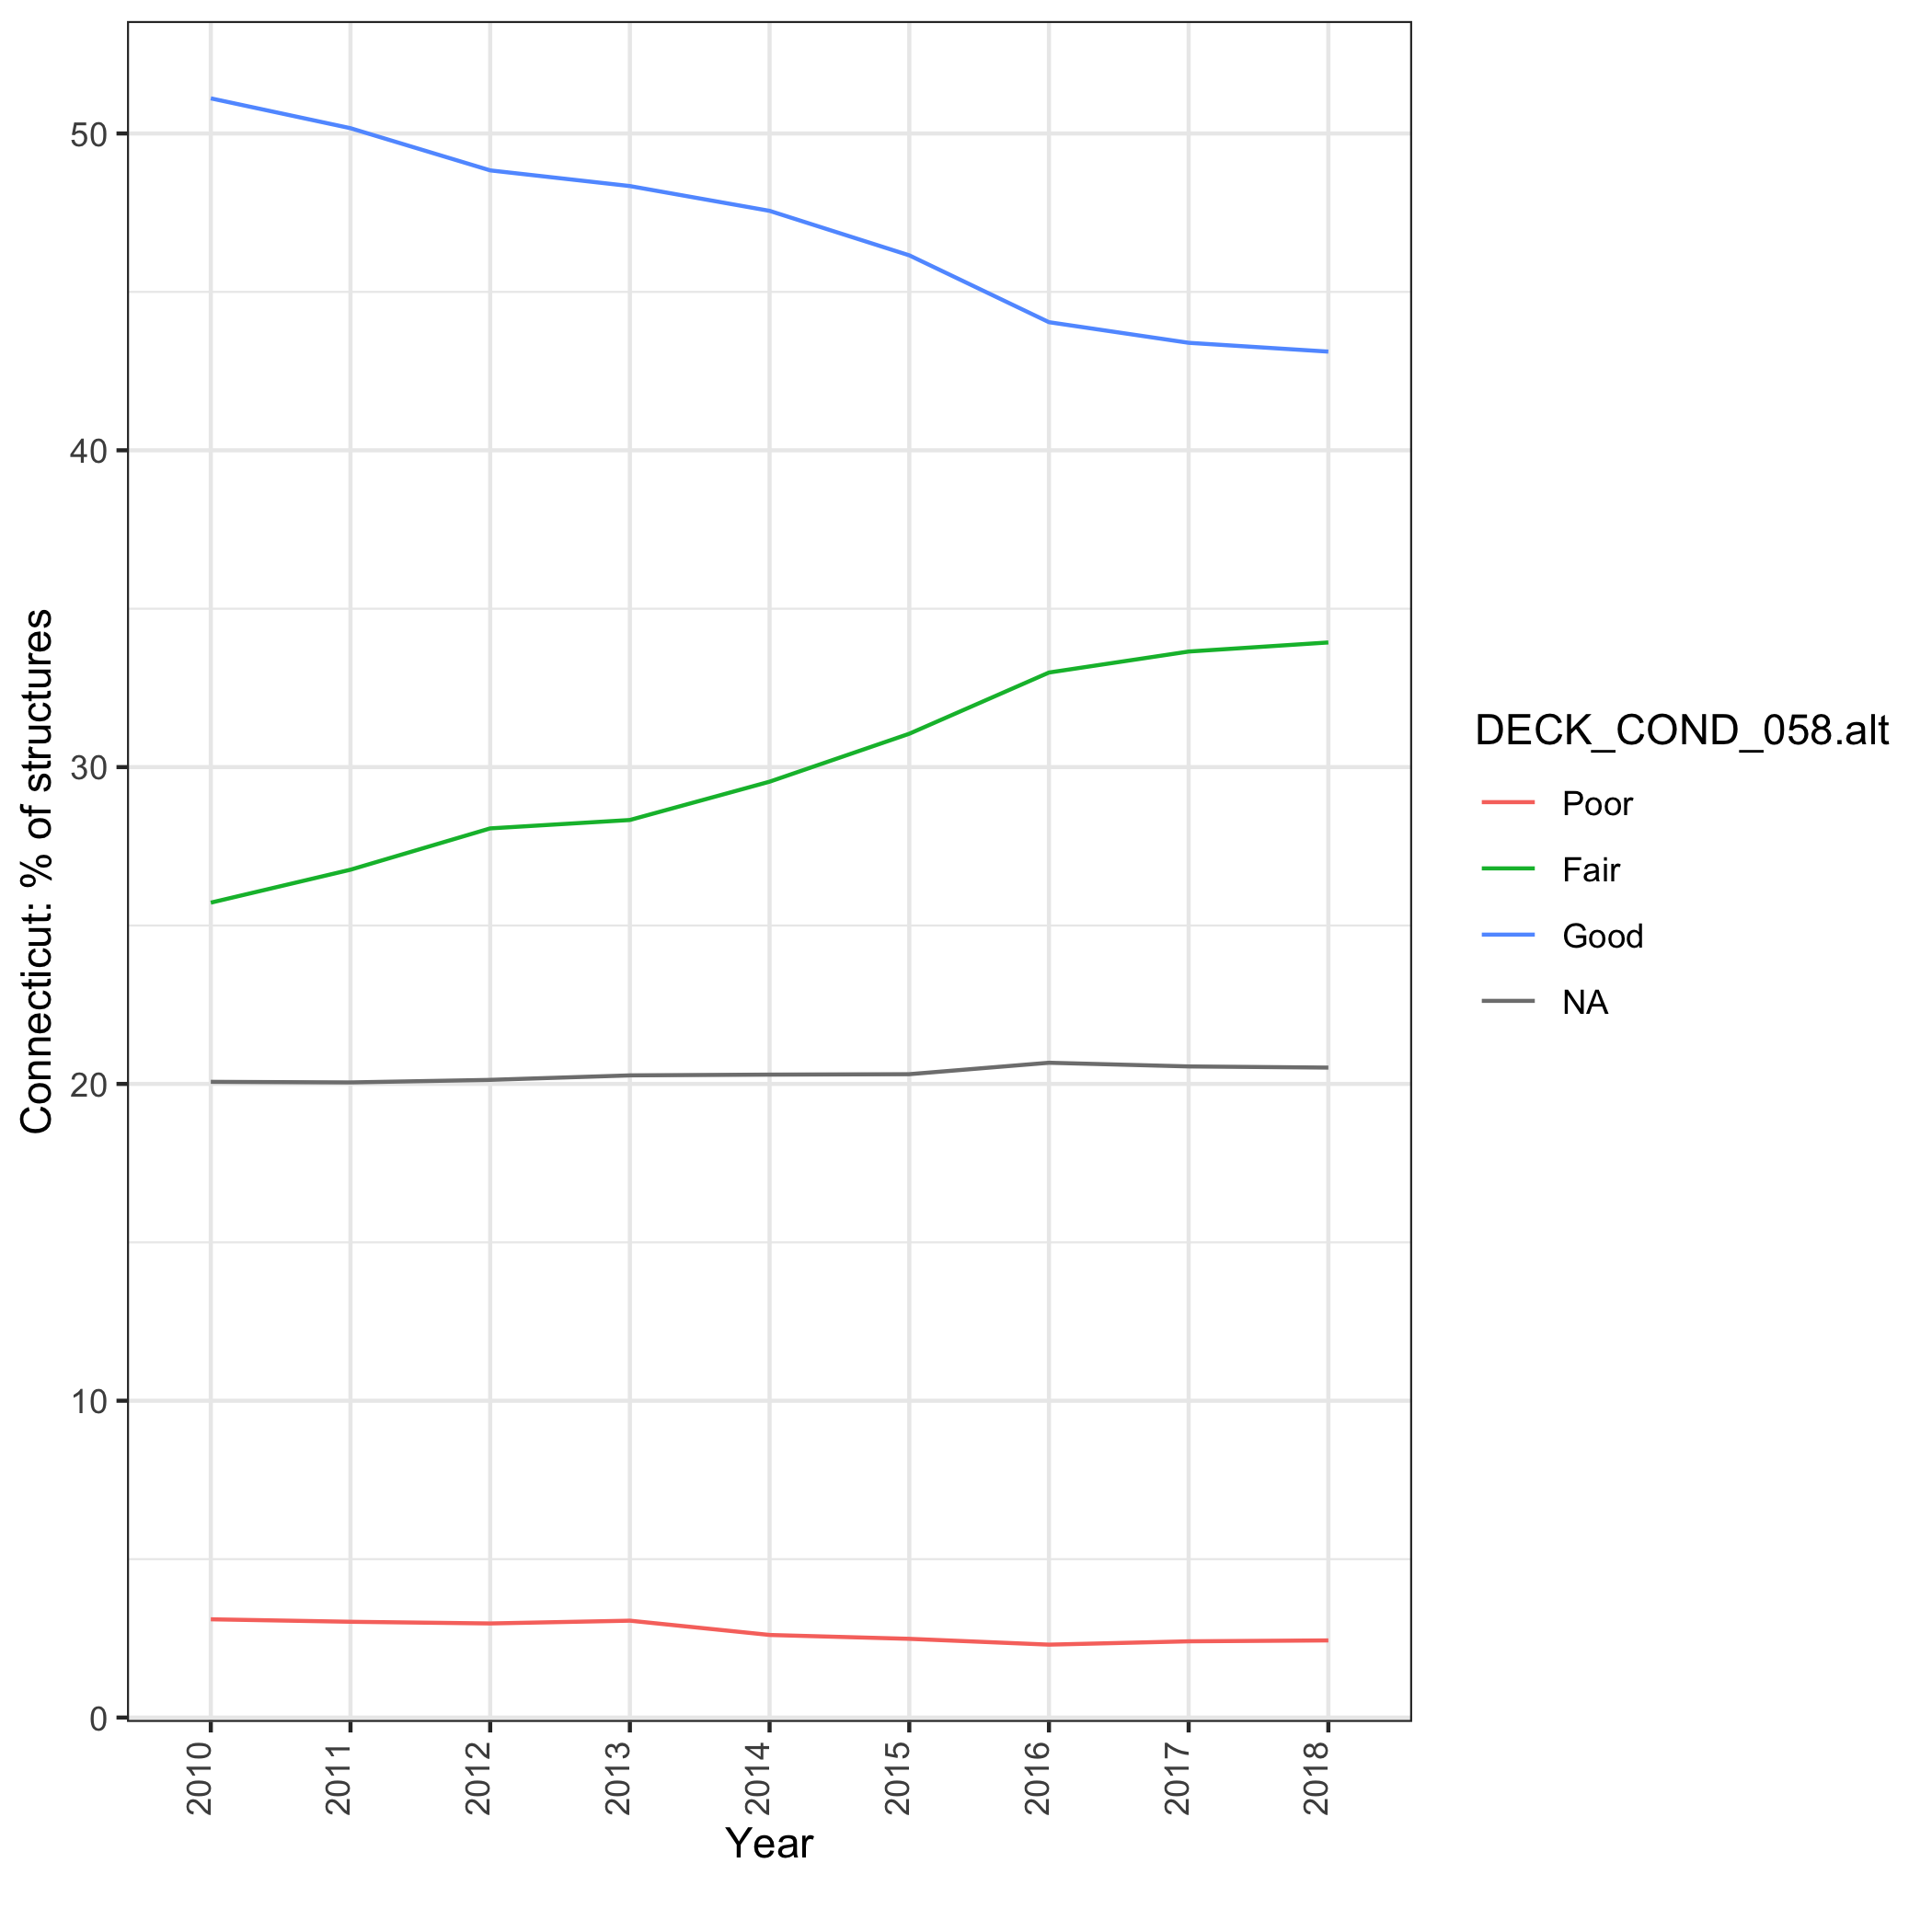 Connecticut: % of structures
50
40
30
20
10
0
2010
2011
2012
2013
2014
2015
2016
2017
2018
Year
DECK_COND_058.alt
Poor
Fair
Good
NA